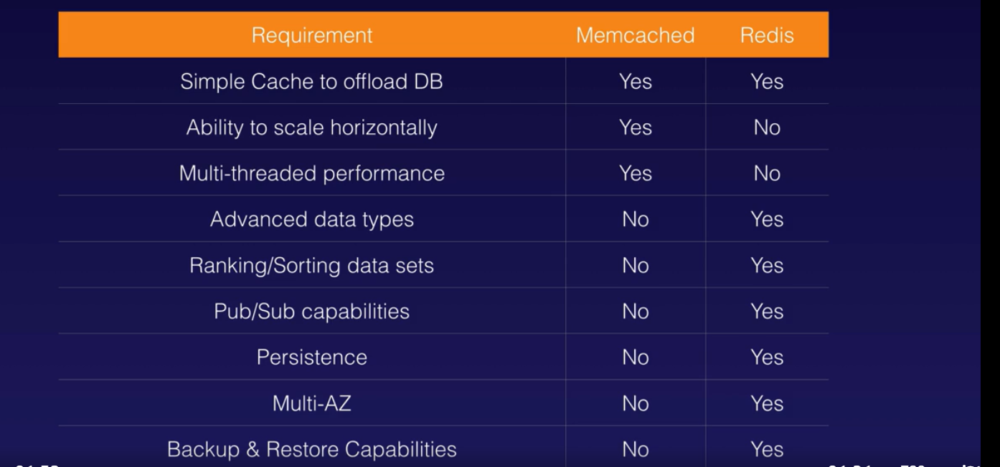 Requirement Memcached Redis
Simple Cache to offload DB Yes Yes
Ability to scale horizontally Yes No
Multi-threaded performance Yes No
Advanced data types No Yes
Ranking/Sorting data sets No Yes
Pub/Sub capabilities No Yes
Persistence No Yes
Multi-AZ No Yes
Backup & Restore Capabilities No Yes